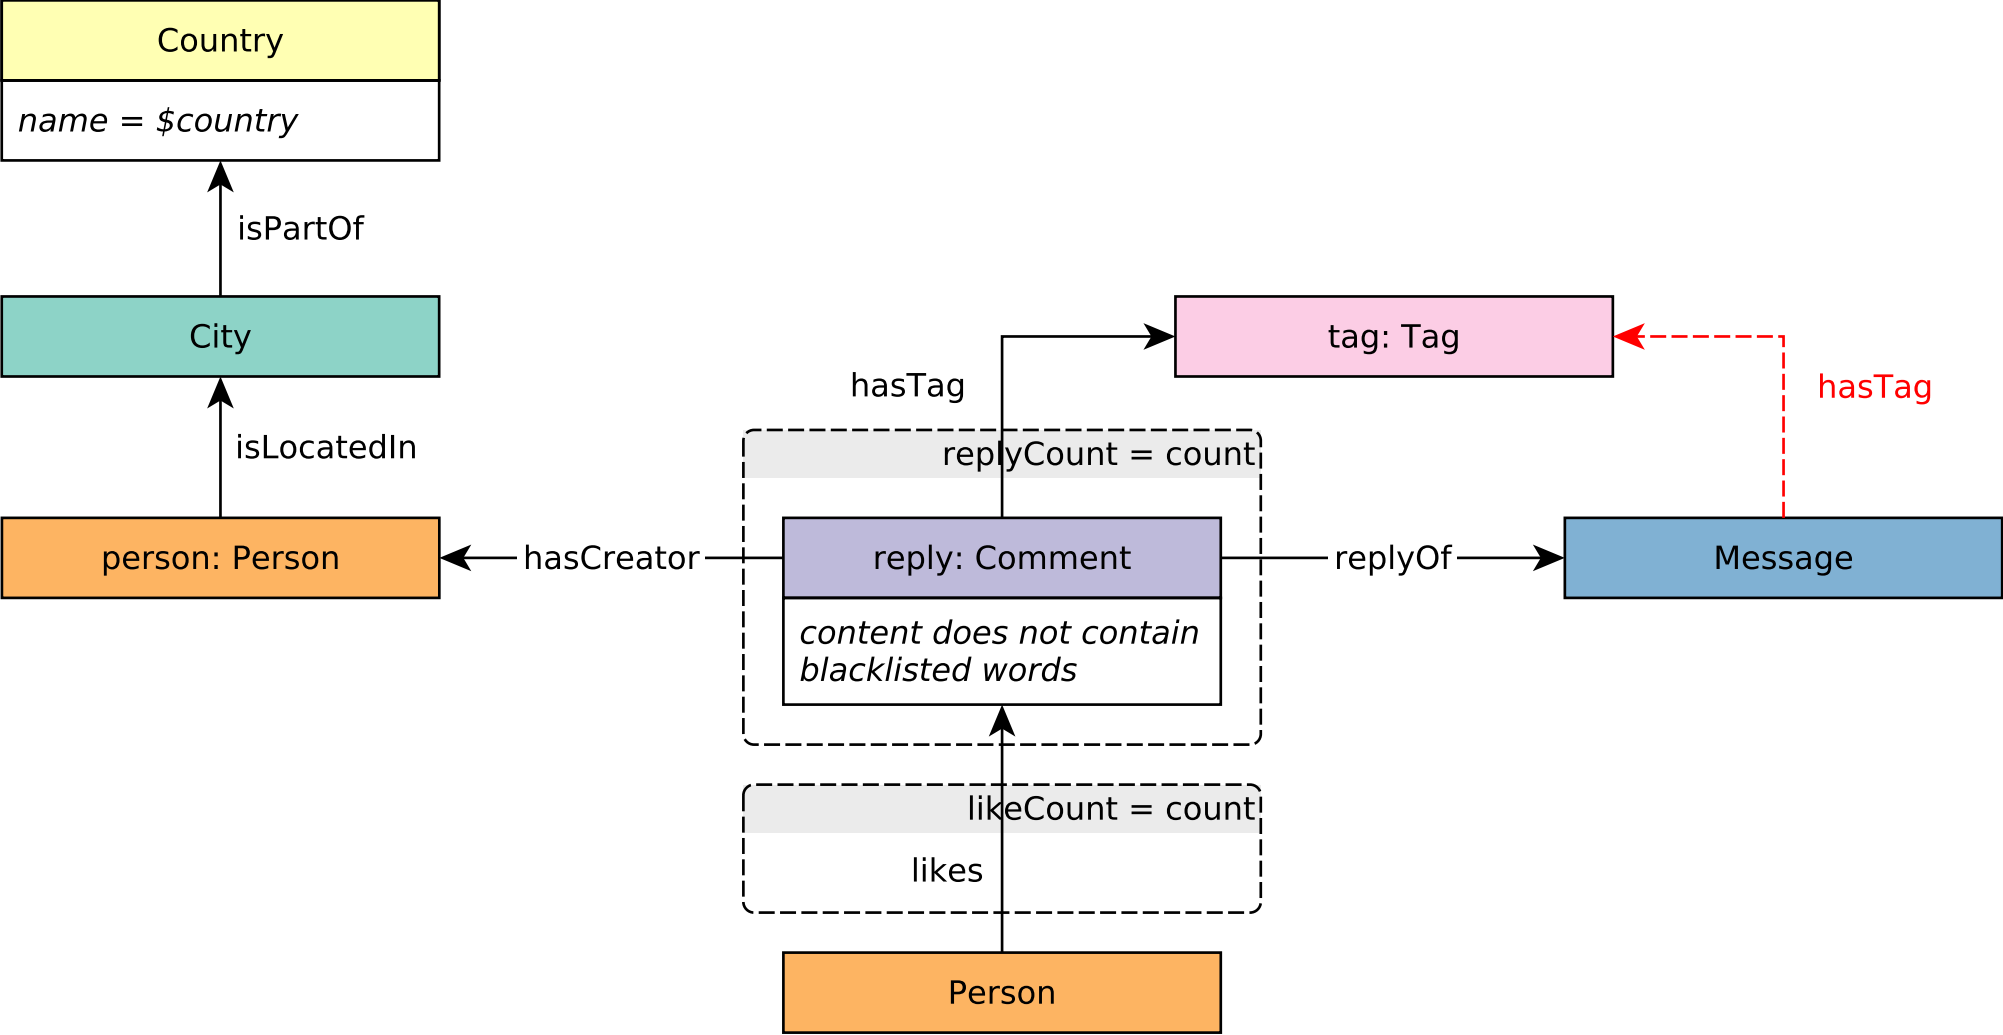 Country
name = $country
isPartOf
City
tag: Tag
hasTag
hasTag
isLocatedIn
replyCount = count
person: Person
hasCreator
reply: Comment
replyOf
Message
content does not contain
blacklisted words
likeCount = count
likes
Person